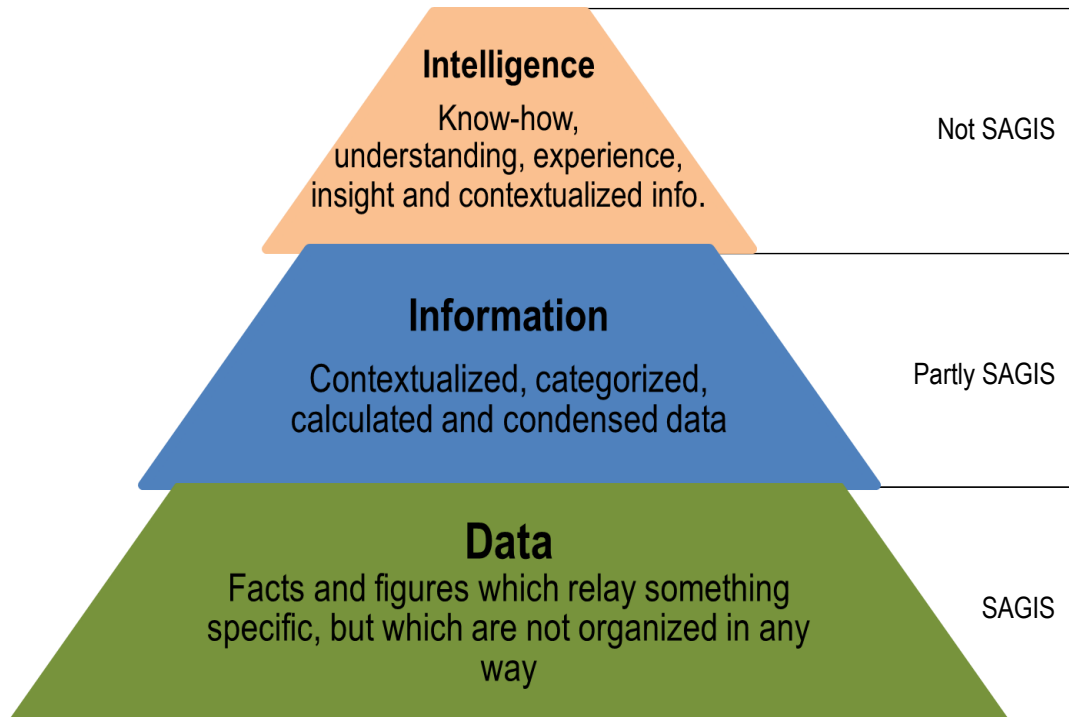 Intelligence
Know-how,
understanding, experience,
insight and contextualized info.
Not SAGIS
Information
Contextualized, categorized,
calculated and condensed data
Partly SAGIS
Data
Facts and figures which relay something
specific, but which are not organized in any
way
SAGIS